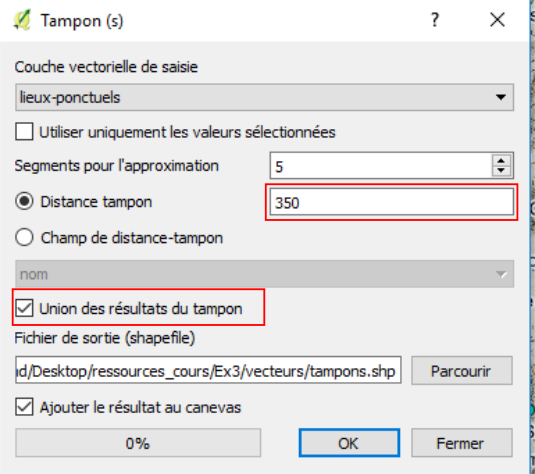 Tampon (s)
?
Couche vectorielle de saisie
lieux-ponctuels
Utiliser uniquement les valeurs sélectionnées
Segments pour l'approximation 5
Distance tampon 350
Champ de distance-tampon
nom
Union des résultats du tampon
Fichier de sortie (shapefile)
d/Desktop/ressources_cours/Ex3/vecteurs/tampons.shp Parcourir
Ajouter le résultat au canevas
0% OK Fermer